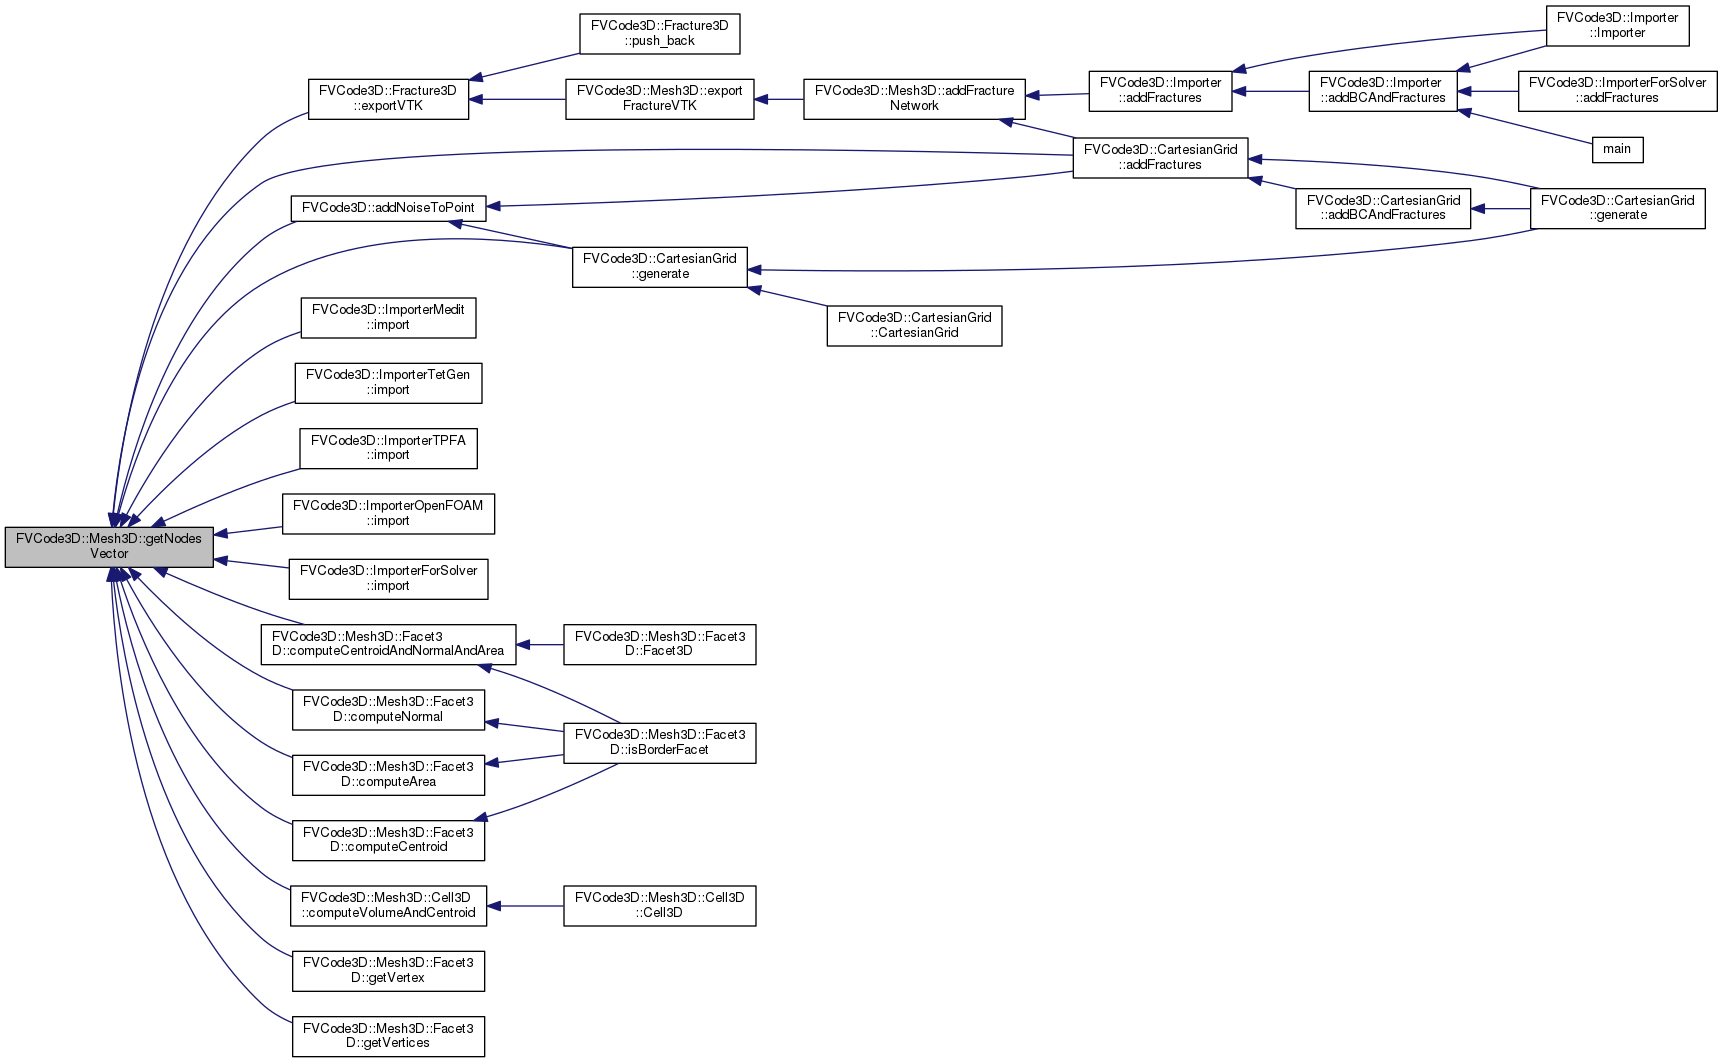 FVCode3D::Fracture3D
::push_back
FVCode3D::Importer
::Importer
FVCode3D::Fracture3D
::exportVTK
FVCode3D::Mesh3D::export
FractureVTK
FVCode3D::Mesh3D::addFracture
Network
FVCode3D::Importer
::addFractures
FVCode3D::Importer
::addBCAndFractures
FVCode3D::ImporterForSolver
::addFractures
main
FVCode3D::CartesianGrid
::addFractures
FVCode3D::addNoiseToPoint
FVCode3D::CartesianGrid
::addBCAndFractures
FVCode3D::CartesianGrid
::generate
FVCode3D::CartesianGrid
::generate
FVCode3D::CartesianGrid
::CartesianGrid
FVCode3D::ImporterMedit
::import
FVCode3D::ImporterTetGen
::import
FVCode3D::ImporterTPFA
::import
FVCode3D::ImporterOpenFOAM
::import
FVCode3D::Mesh3D::getNodes
Vector
FVCode3D::ImporterForSolver
::import
FVCode3D::Mesh3D::Facet3
D::computeCentroidAndNormalAndArea
FVCode3D::Mesh3D::Facet3
D::Facet3D
FVCode3D::Mesh3D::Facet3
D::computeNormal
FVCode3D::Mesh3D::Facet3
D::isBorderFacet
FVCode3D::Mesh3D::Facet3
D::computeArea
FVCode3D::Mesh3D::Facet3
D::computeCentroid
FVCode3D::Mesh3D::Cell3D
::computeVolumeAndCentroid
FVCode3D::Mesh3D::Cell3D
::Cell3D
FVCode3D::Mesh3D::Facet3
D::getVertex
FVCode3D::Mesh3D::Facet3
D::getVertices